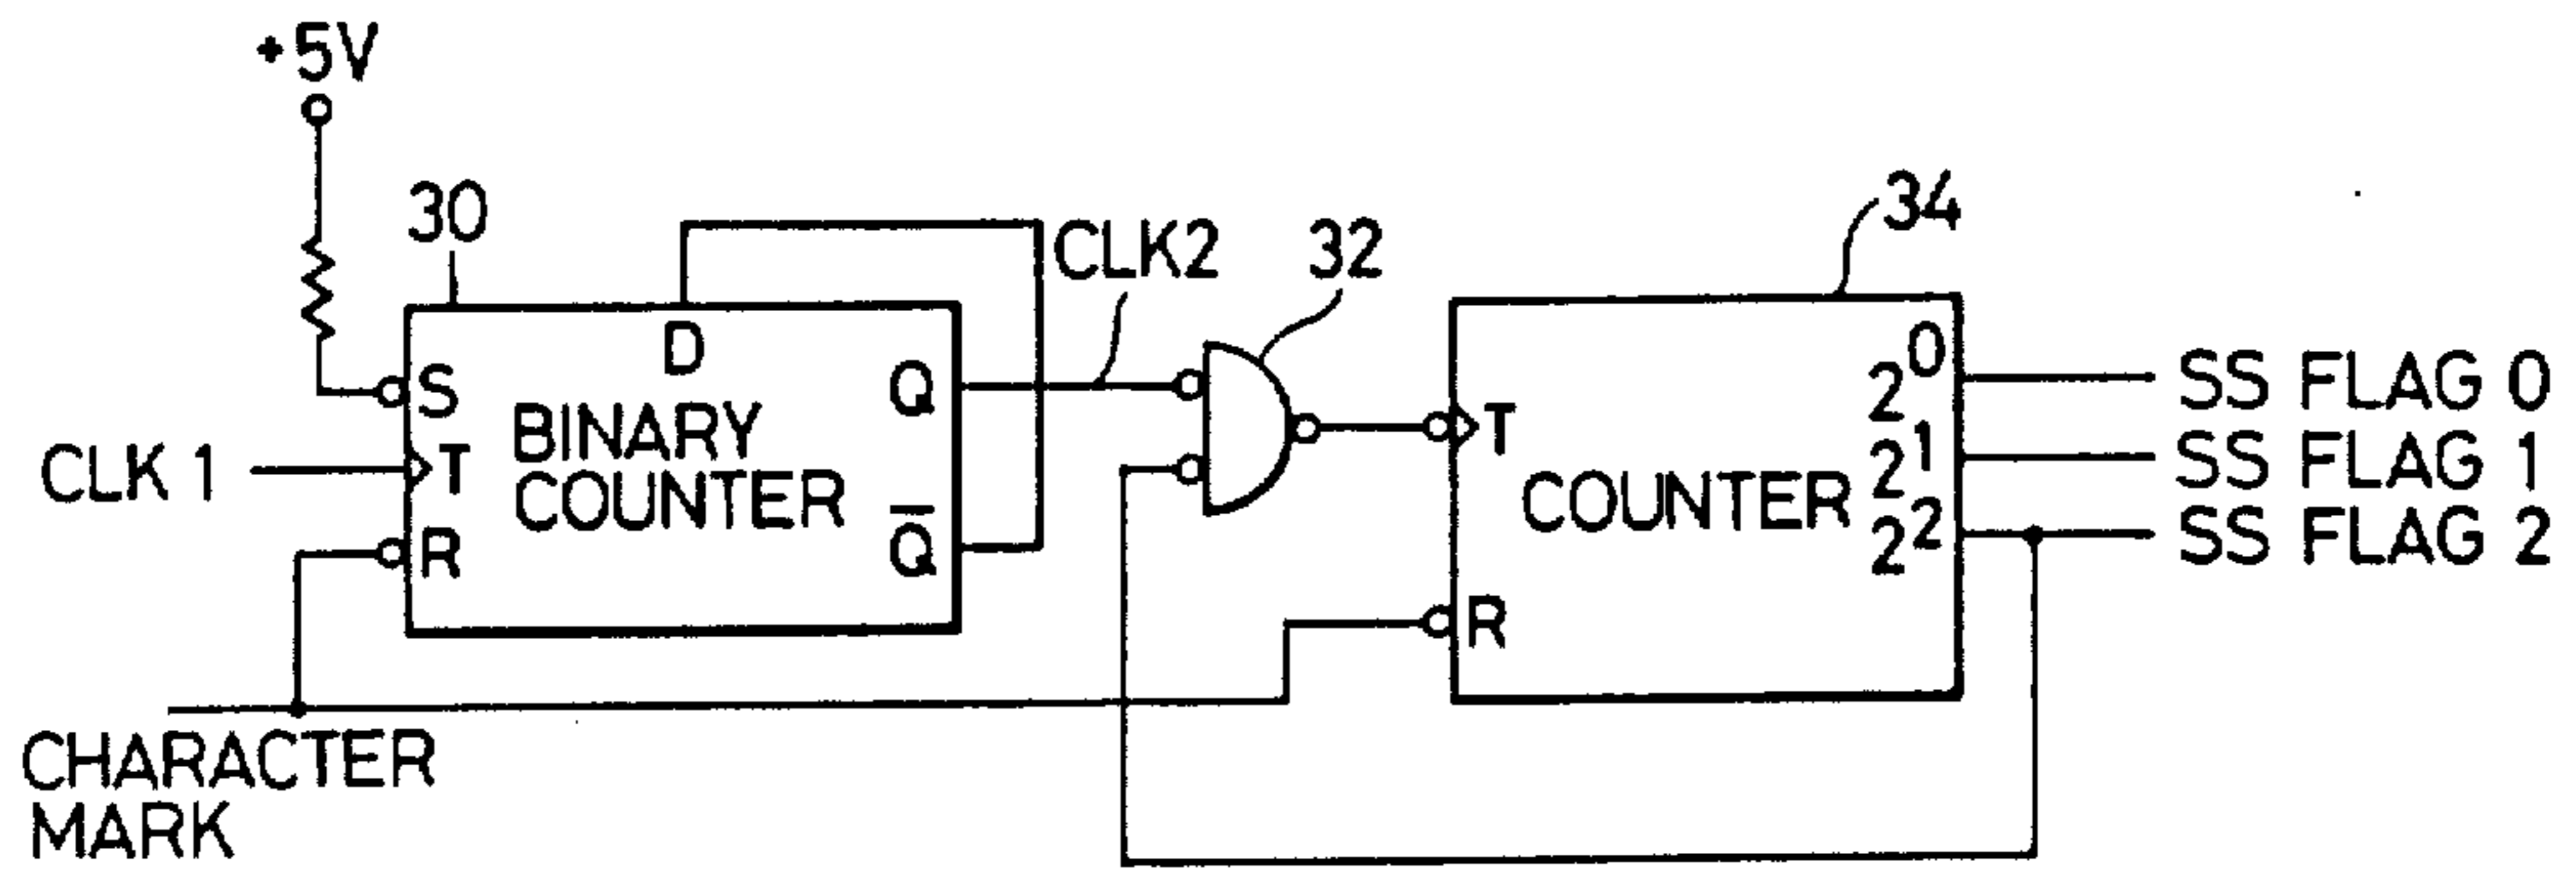 +5V
30
CLK2
32
34
D
S
Q
2^0
SS FLAG 0
BINARY
COUNTER
CLK 1
T
T
COUNTER
2^1
SS FLAG 1
R
Q̅
2^2
SS FLAG 2
R
CHARACTER
MARK